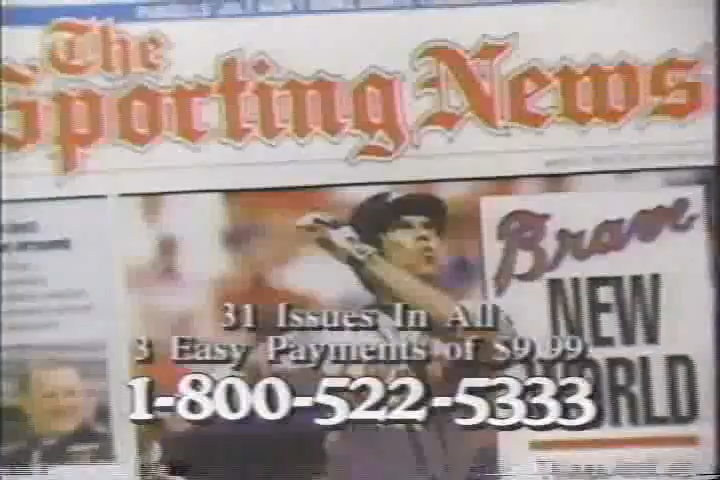 The
Sporting News
Brave
NEW
WORLD
31 Issues In All
3 Easy Payments of $9.99
1-800-522-5333